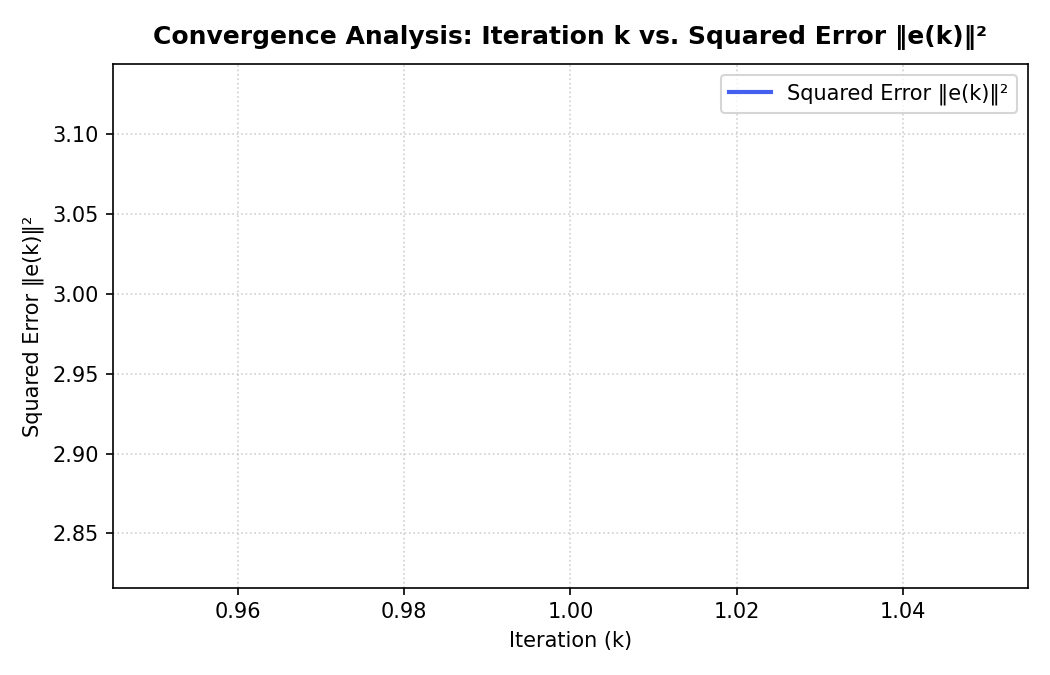 Convergence Analysis: Iteration k vs. Squared Error ‖e(k)‖²
Squared Error ‖e(k)‖²
3.10
3.05
3.00
2.95
2.90
2.85
Squared Error ‖e(k)‖²
0.96 0.98 1.00 1.02 1.04
Iteration (k)